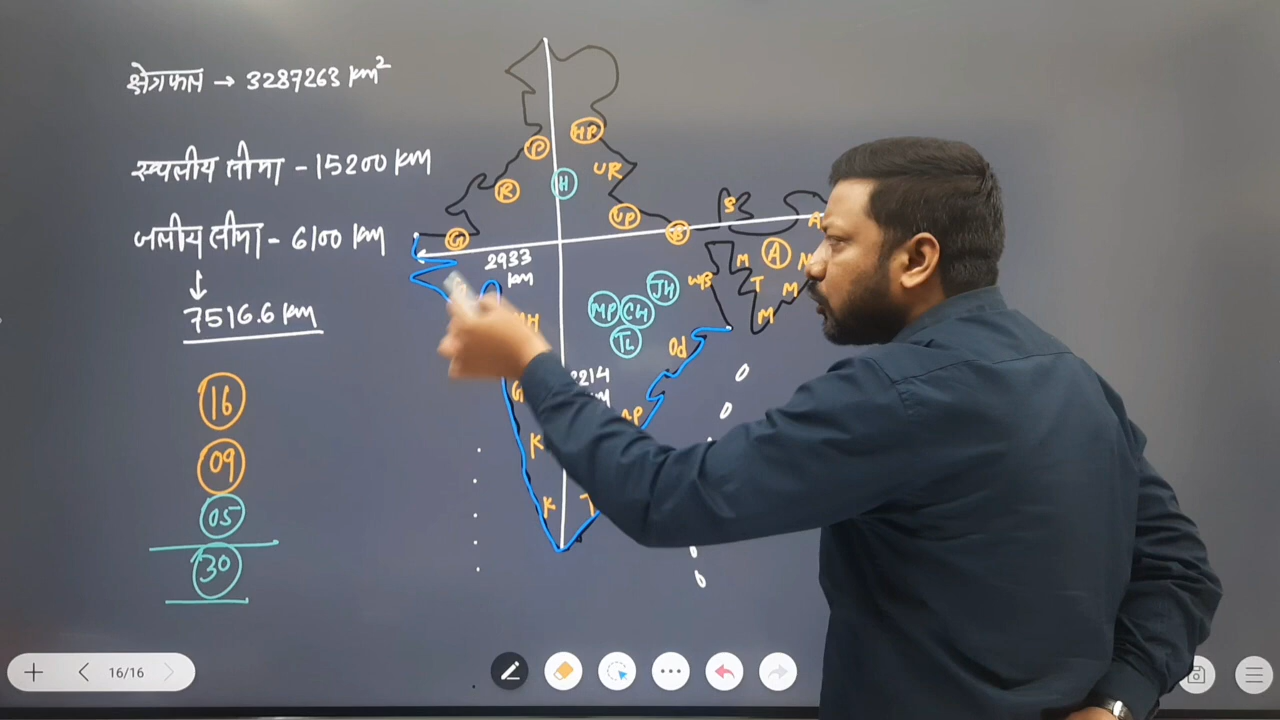 क्षेत्रफल → 3287263 km²
स्थलीय सीमा - 15200 km
जलीय सीमा - 6100 km
↓
7516.6 km
16
09
05
30
HP
P
H
UR
R
UP
S
G
B
A
A
M
N
2933
km
WB
T
M
JH
MP
CH
M
TL
Od
2214
G
AP
K
K
T
16/16